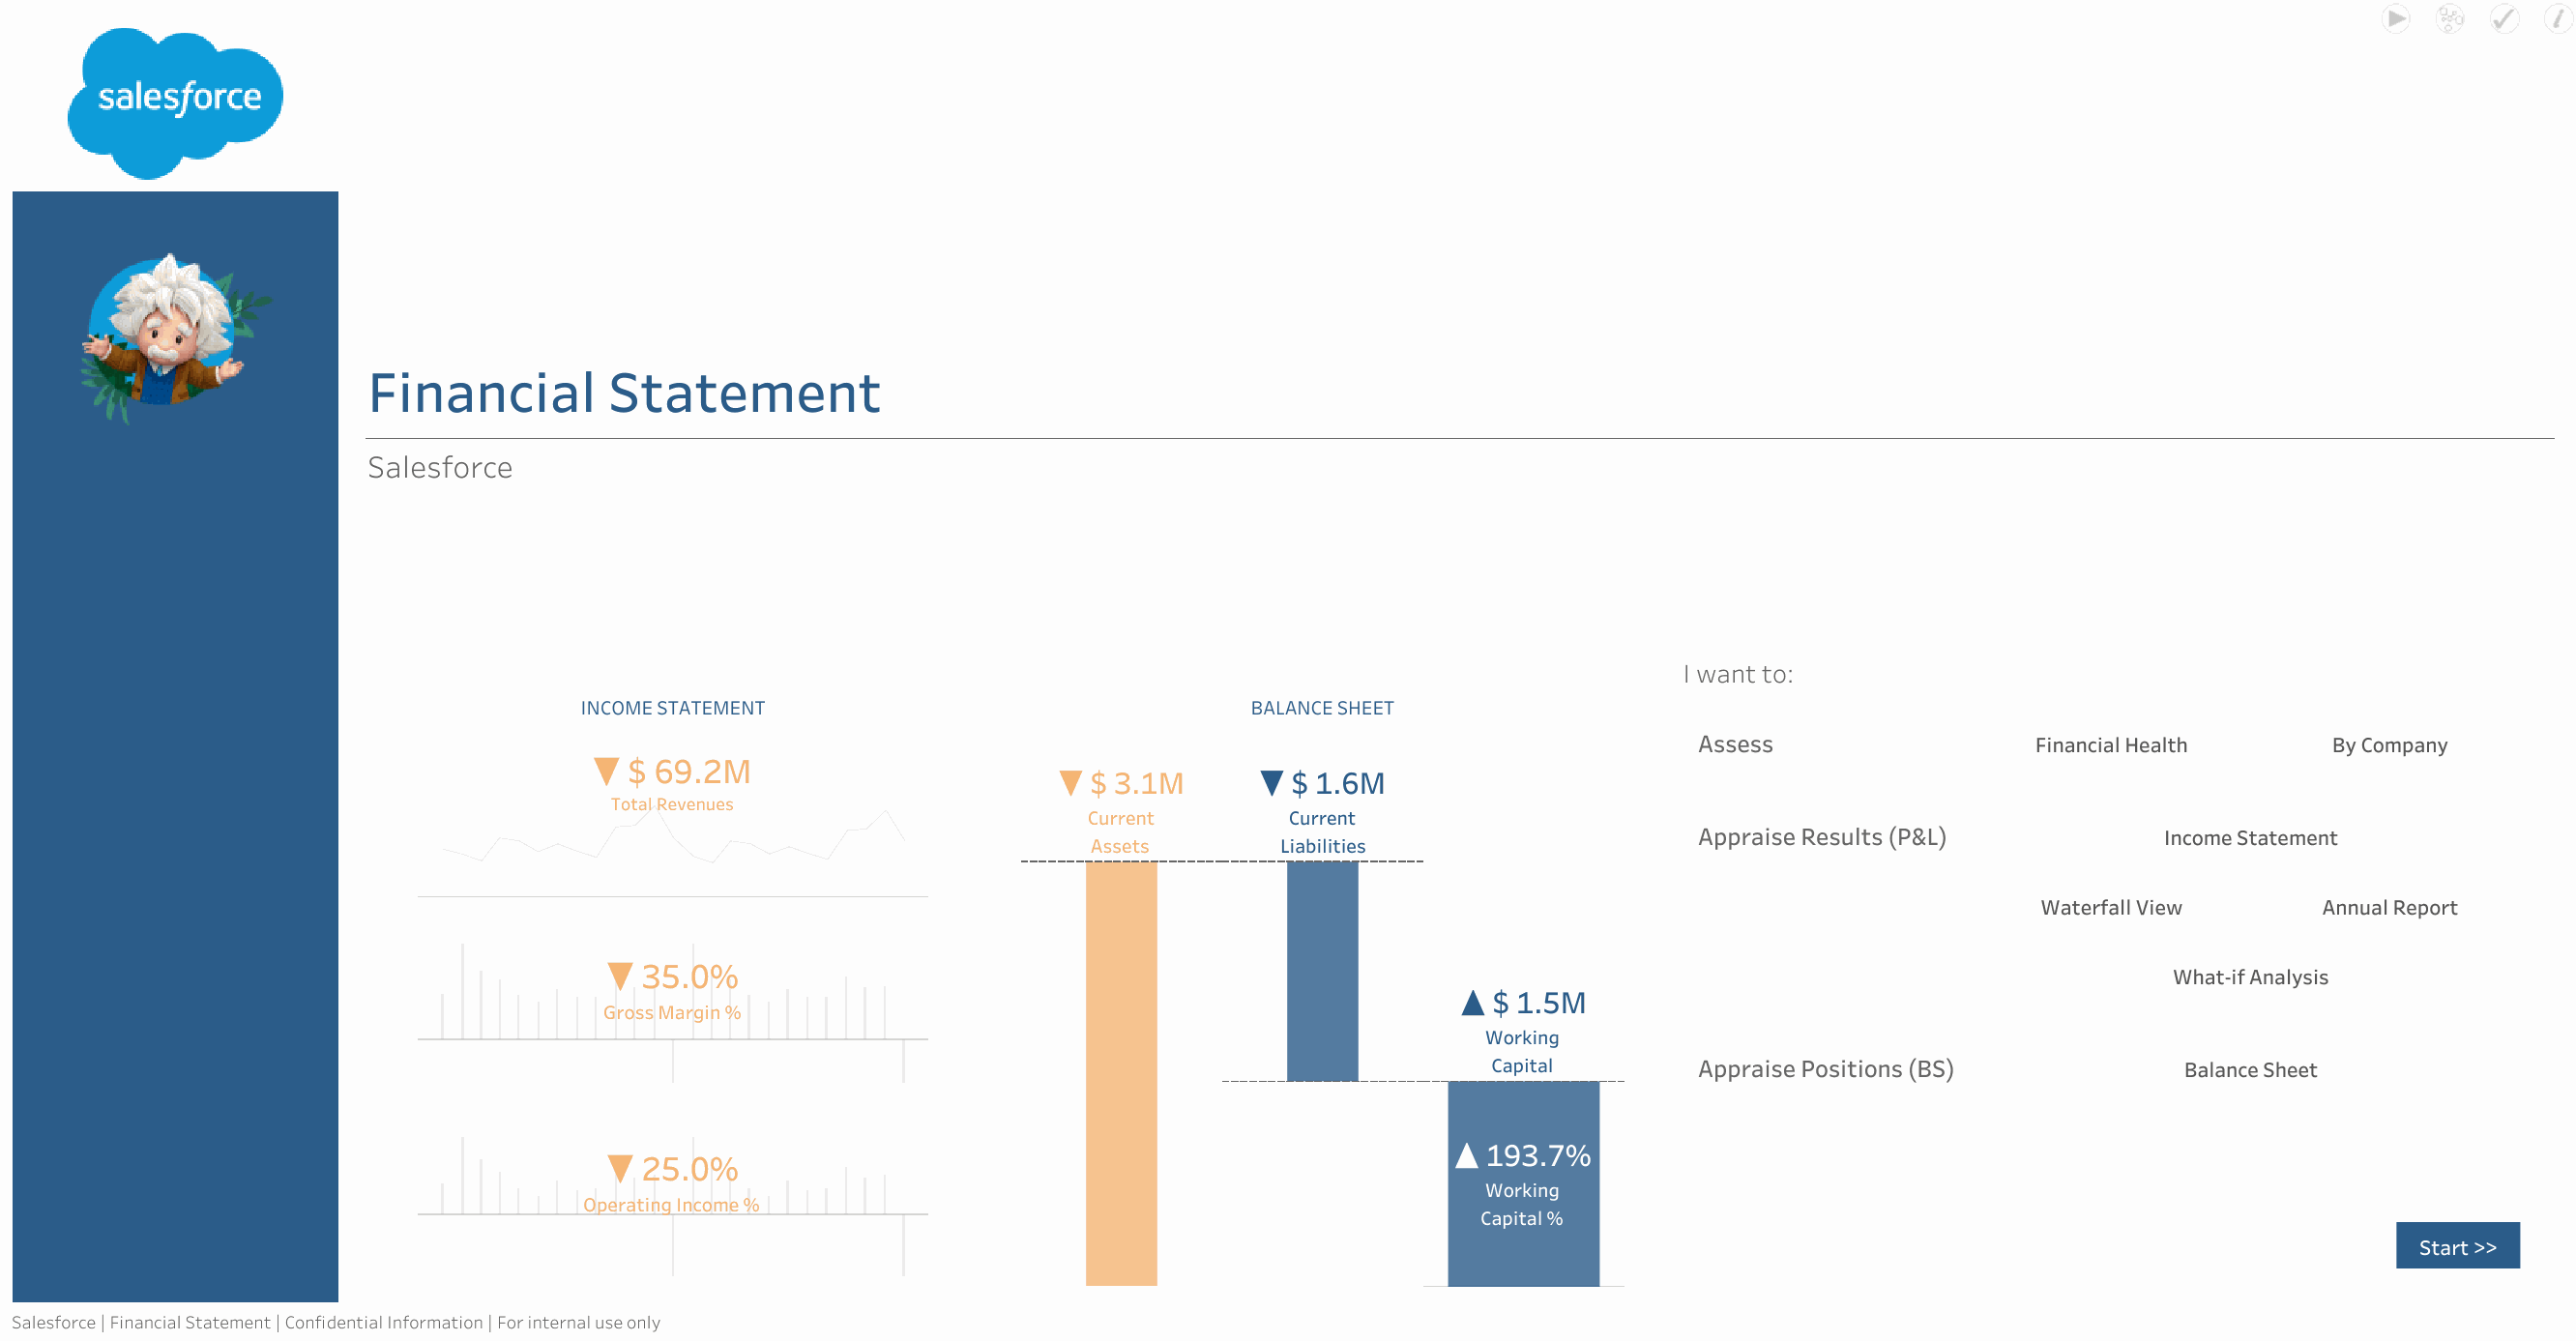 salesforce
Financial Statement
Salesforce
I want to:
INCOME STATEMENT
BALANCE SHEET
Assess
Financial Health
By Company
▼ $ 69.2M
Total Revenues
▼ $ 3.1M
Current
Assets
▼ $ 1.6M
Current
Liabilities
Appraise Results (P&L)
Income Statement
Waterfall View
Annual Report
▼ 35.0%
Gross Margin %
What-if Analysis
▲ $ 1.5M
Working
Capital
Appraise Positions (BS)
Balance Sheet
▼ 25.0%
Operating Income %
▲ 193.7%
Working
Capital %
Start >>
Salesforce | Financial Statement | Confidential Information | For internal use only